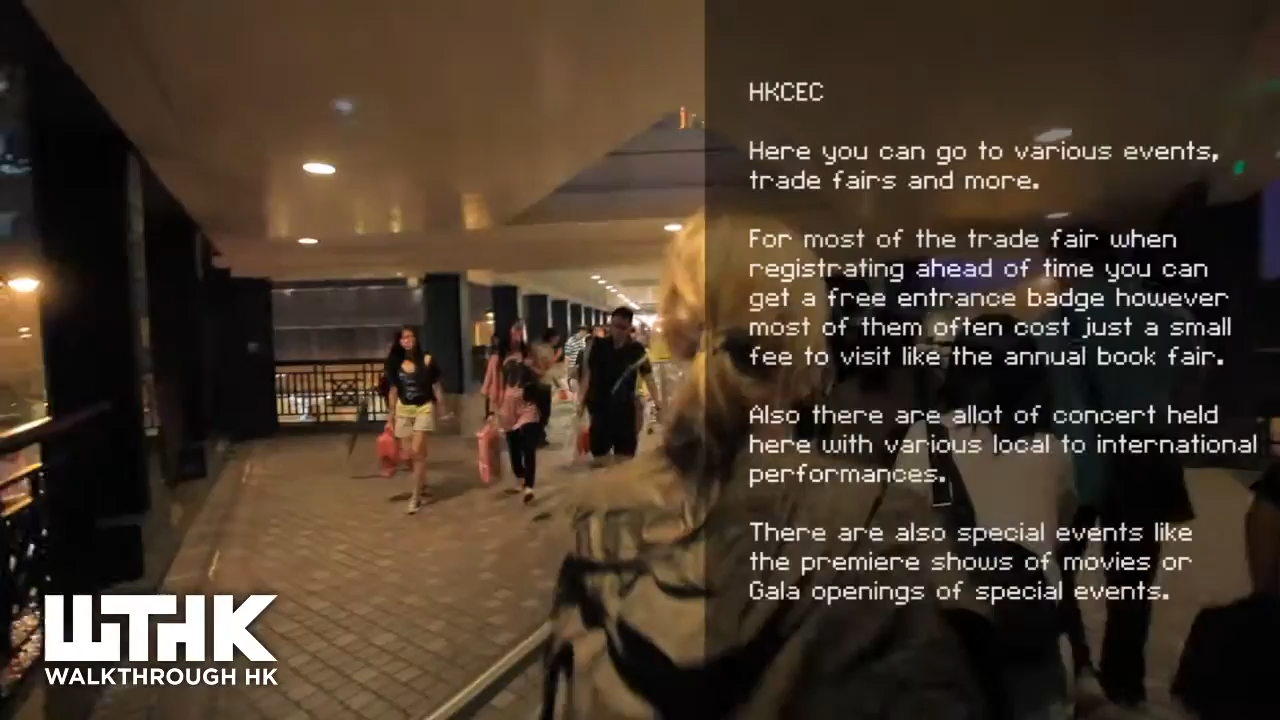 HKCEC
Here you can go to various events,
trade fairs and more.
For most of the trade fair when
registrating ahead of time you can
get a free entrance badge however
most of them often cost just a small
fee to visit like the annual book fair.
Also there are allot of concert held
here with various local to international
performances.
There are also special events like
the premiere shows of movies or
Gala openings of special events.
WTHK
WALKTHROUGH HK